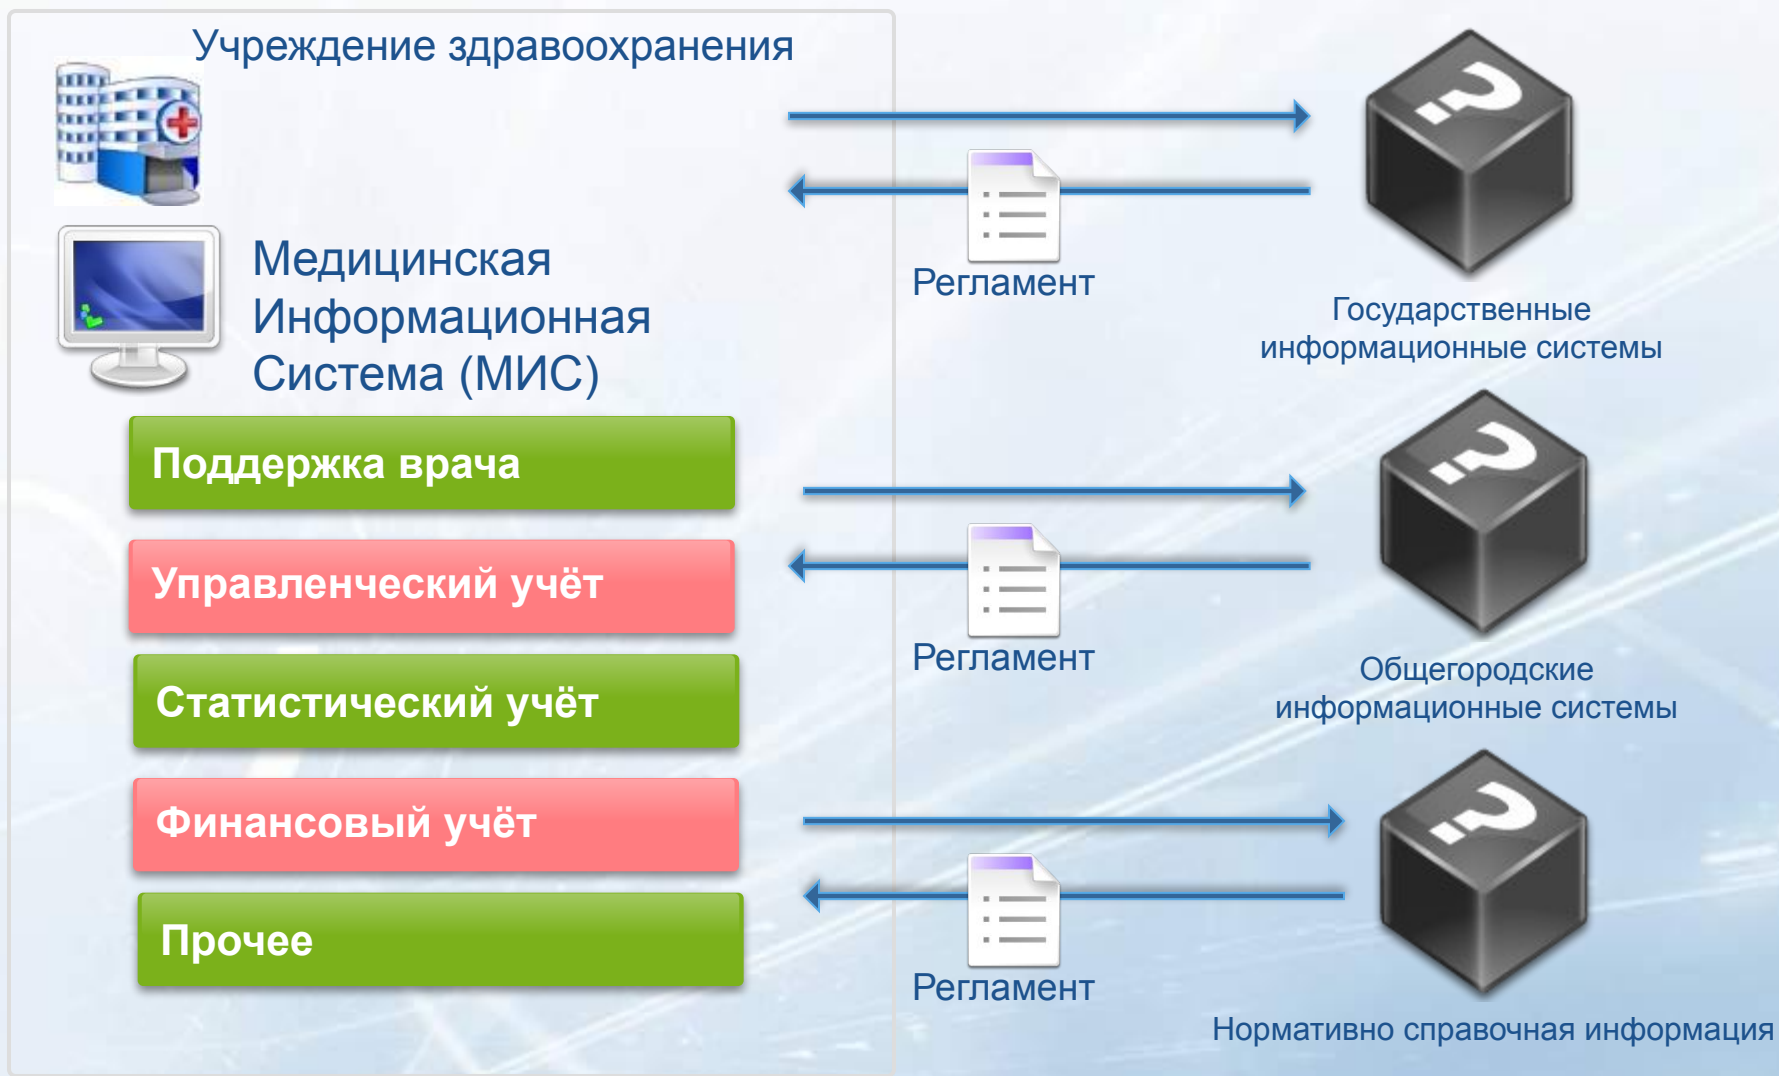 Учреждение здравоохранения
Медицинская
Информационная
Система (МИС)
Поддержка врача
Управленческий учёт
Статистический учёт
Финансовый учёт
Прочее
Регламент
?
Государственные
информационные системы
Регламент
?
Общегородские
информационные системы
Регламент
?
Нормативно справочная информация